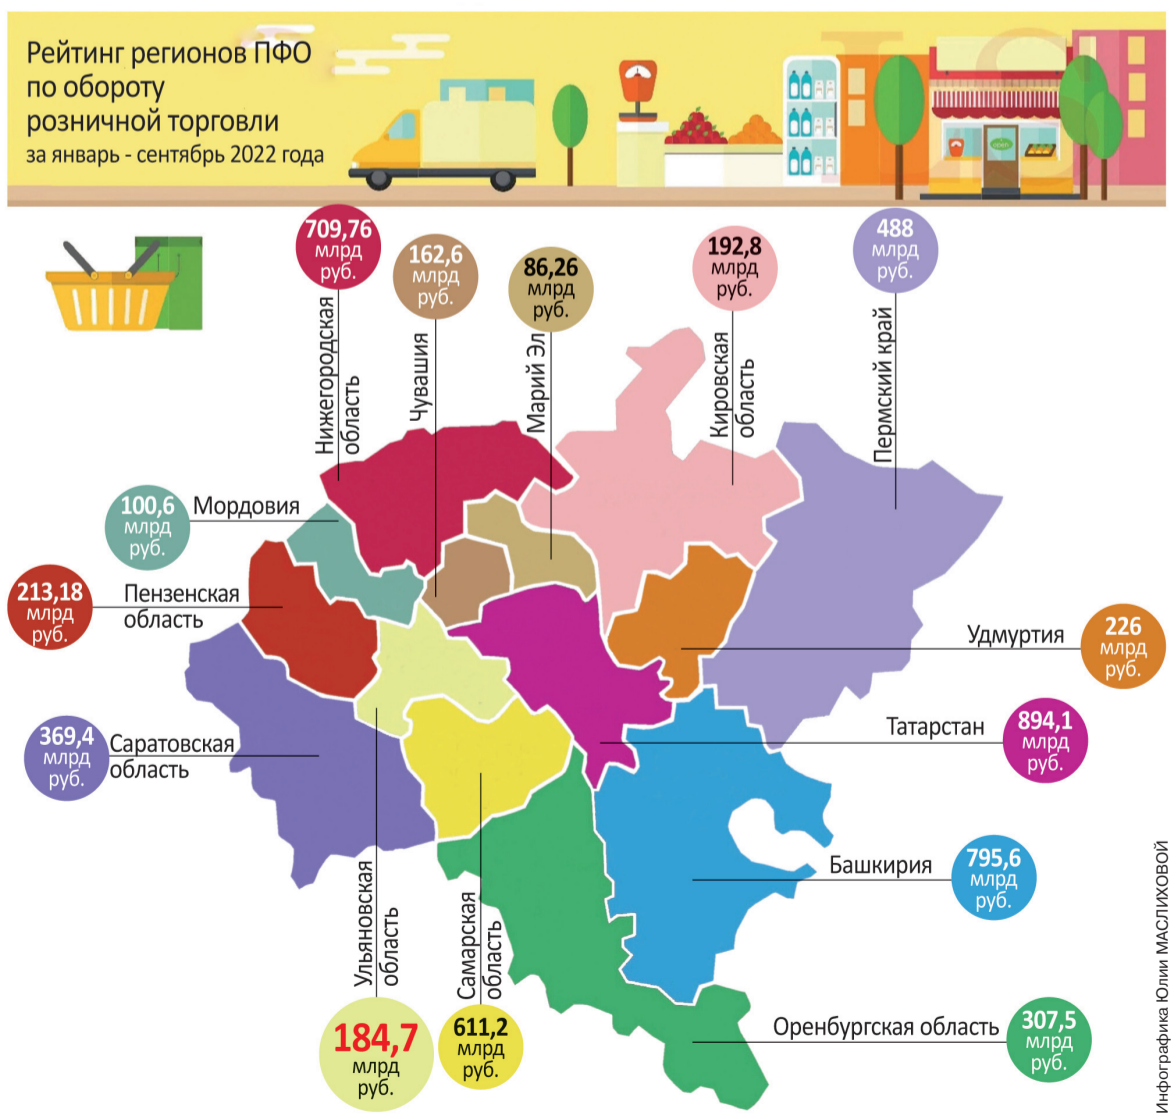 Рейтинг регионов ПФО
по обороту
розничной торговли
за январь - сентябрь 2022 года
open
709,76
млрд
руб.
Нижегородская
область
162,6
млрд
руб.
Чувашия
86,26
млрд
руб.
Марий Эл
192,8
млрд
руб.
Кировская
область
488
млрд
руб.
Пермский край
100,6
млрд
руб.
Мордовия
213,18
млрд
руб.
Пензенская
область
226
млрд
руб.
Удмуртия
894,1
млрд
руб.
Татарстан
369,4
млрд
руб.
Саратовская
область
795,6
млрд
руб.
Башкирия
Ульяновская
область
184,7
млрд
руб.
Самарская
область
611,2
млрд
руб.
Оренбургская область
307,5
млрд
руб.
Инфографика Юлии МАСЛИХОВОЙ